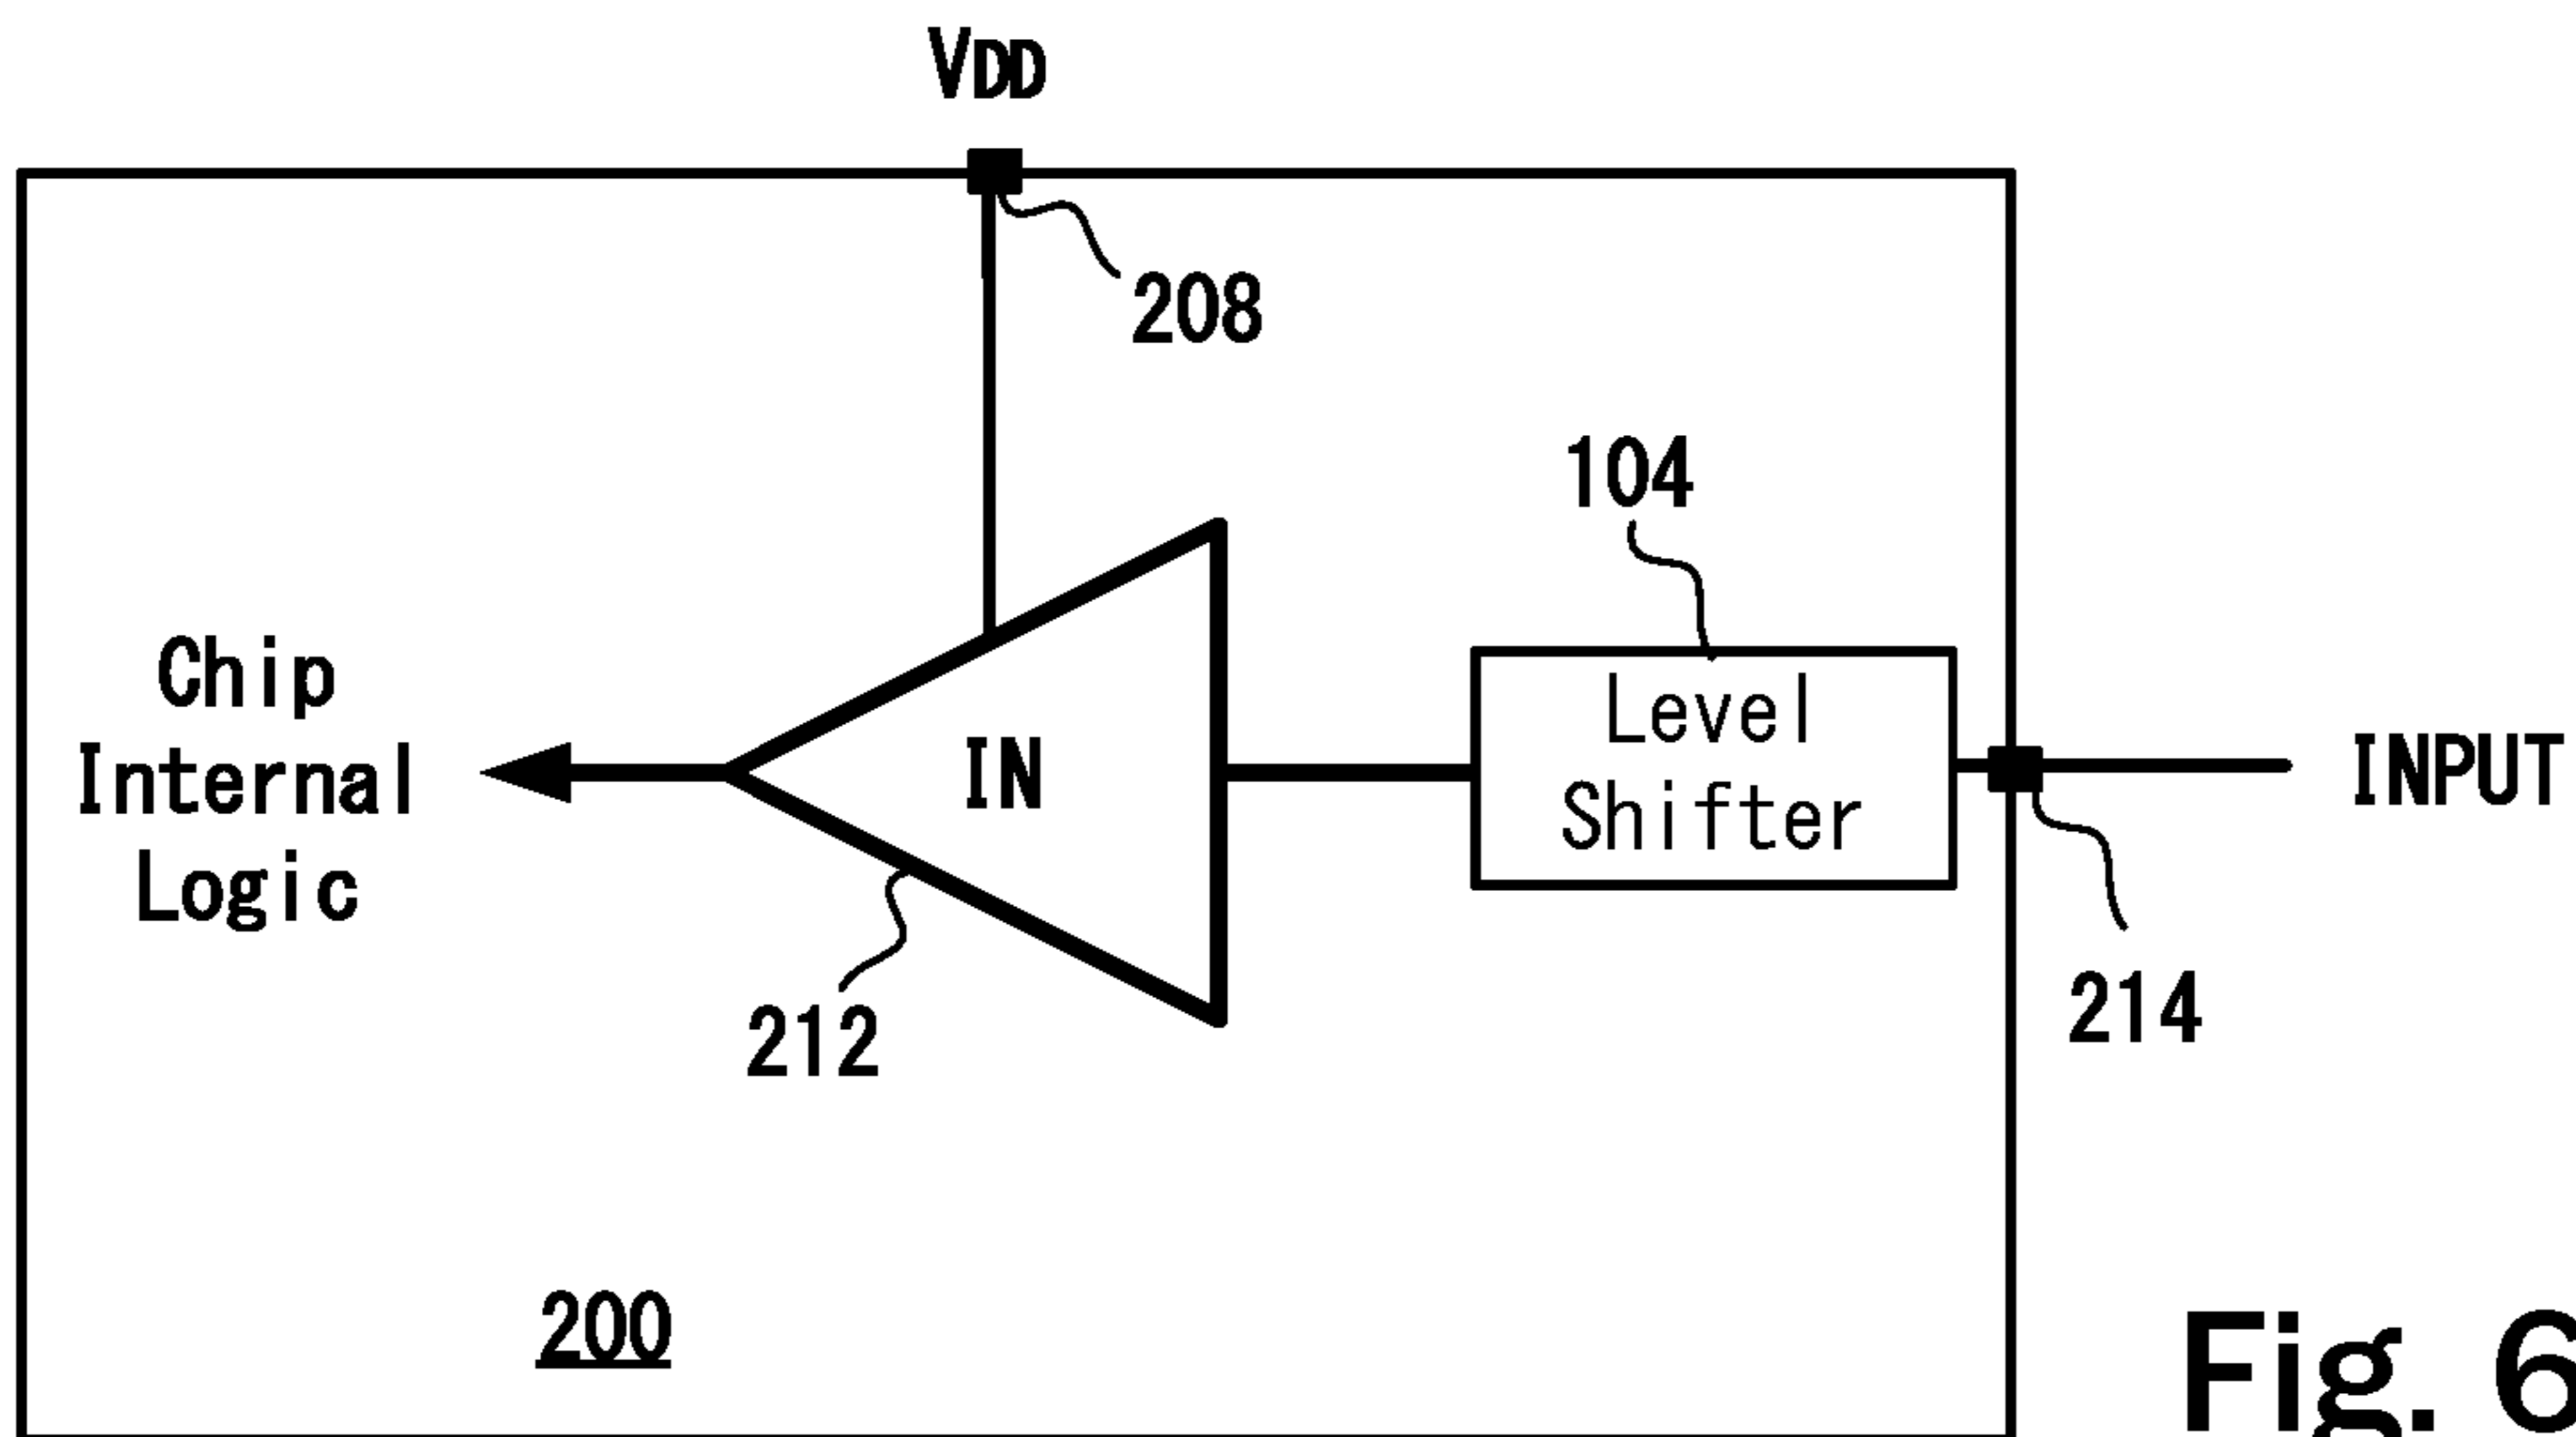 VDD
208
104
Chip
Internal
Logic
IN
Level
Shifter
INPUT
212
214
200
Fig. 6